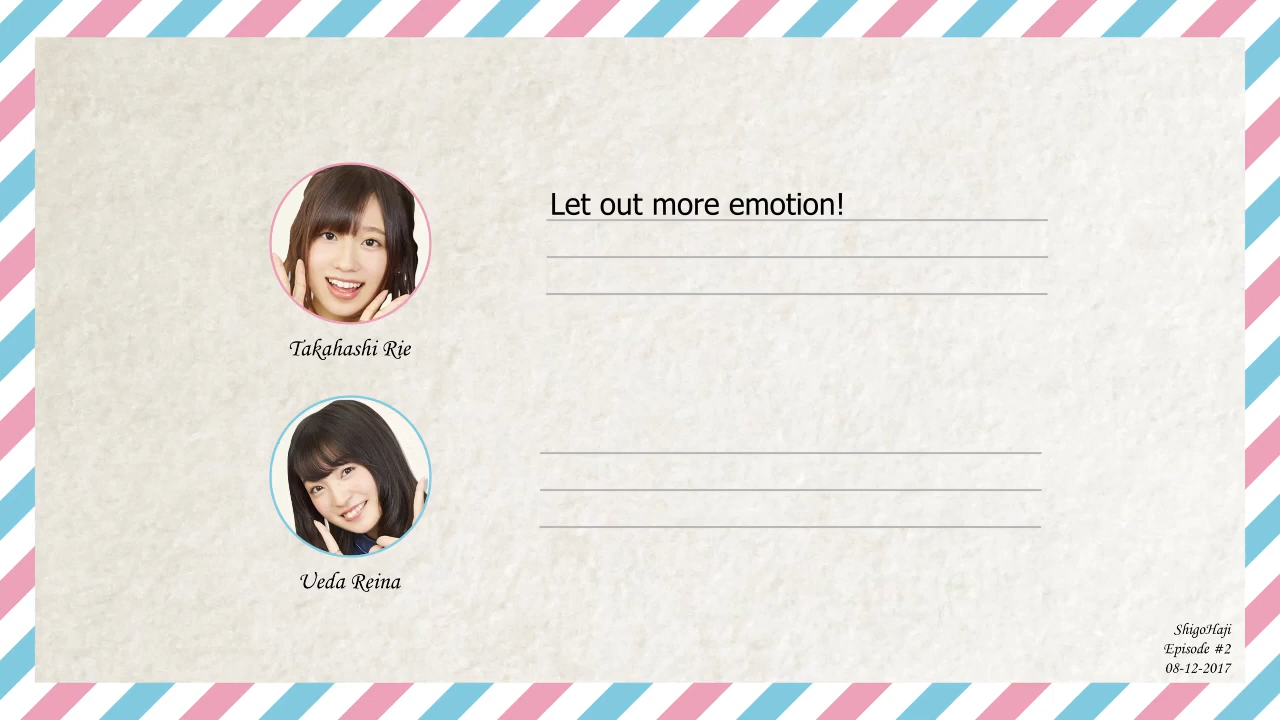 Let out more emotion!
Takahashi Rie
Ueda Reina
ShigoHaji
Episode #2
08-12-2017